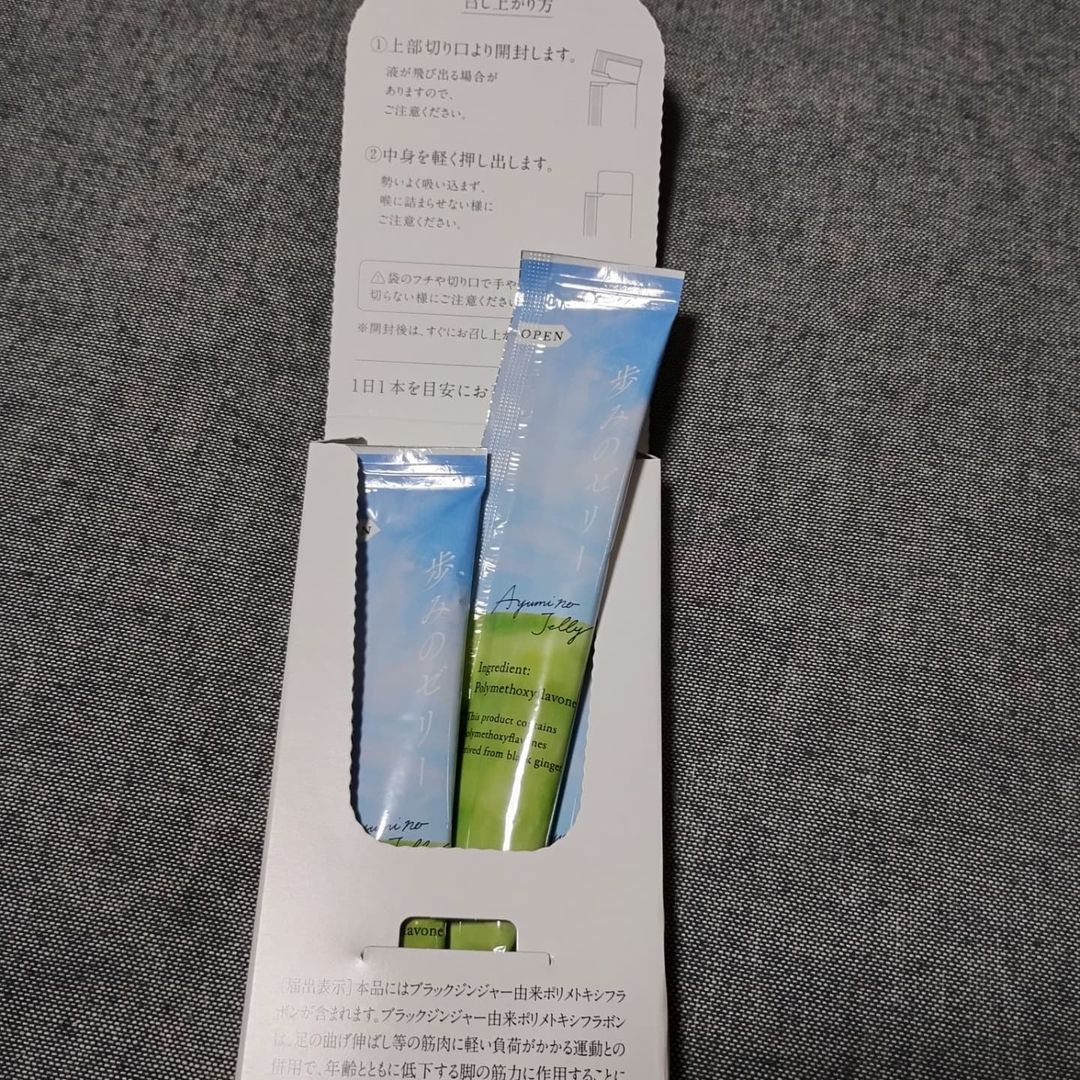 召し上がり方
①上部切り口より開封します。
液が飛び出る場合が
ありますので、
ご注意ください。
②中身を軽く押し出します。
勢いよく吸い込まず、
喉に詰まらせない様に
ご注意ください。
⚠袋のフチや切り口で手や
切らない様にご注意くださ
※開封後は、すぐにお召し上が
1日1本を目安にお
OPEN
歩みのゼリー
Ayumi no
Jelly
Ingredient:
Polymethoxyflavone
This product contains
polymethoxyflavones
derived from black ginger
N
歩みのゼリー
yumi no
Jelly
lavone
[届出表示]本品にはブラックジンジャー由来ポリメトキシフラ
ボンが含まれます。ブラックジンジャー由来ポリメトキシフラボン
は、足の曲げ伸ばし等の筋肉に軽い負荷がかかる運動との
併用で、年齢とともに低下する脚の筋力に作用することに